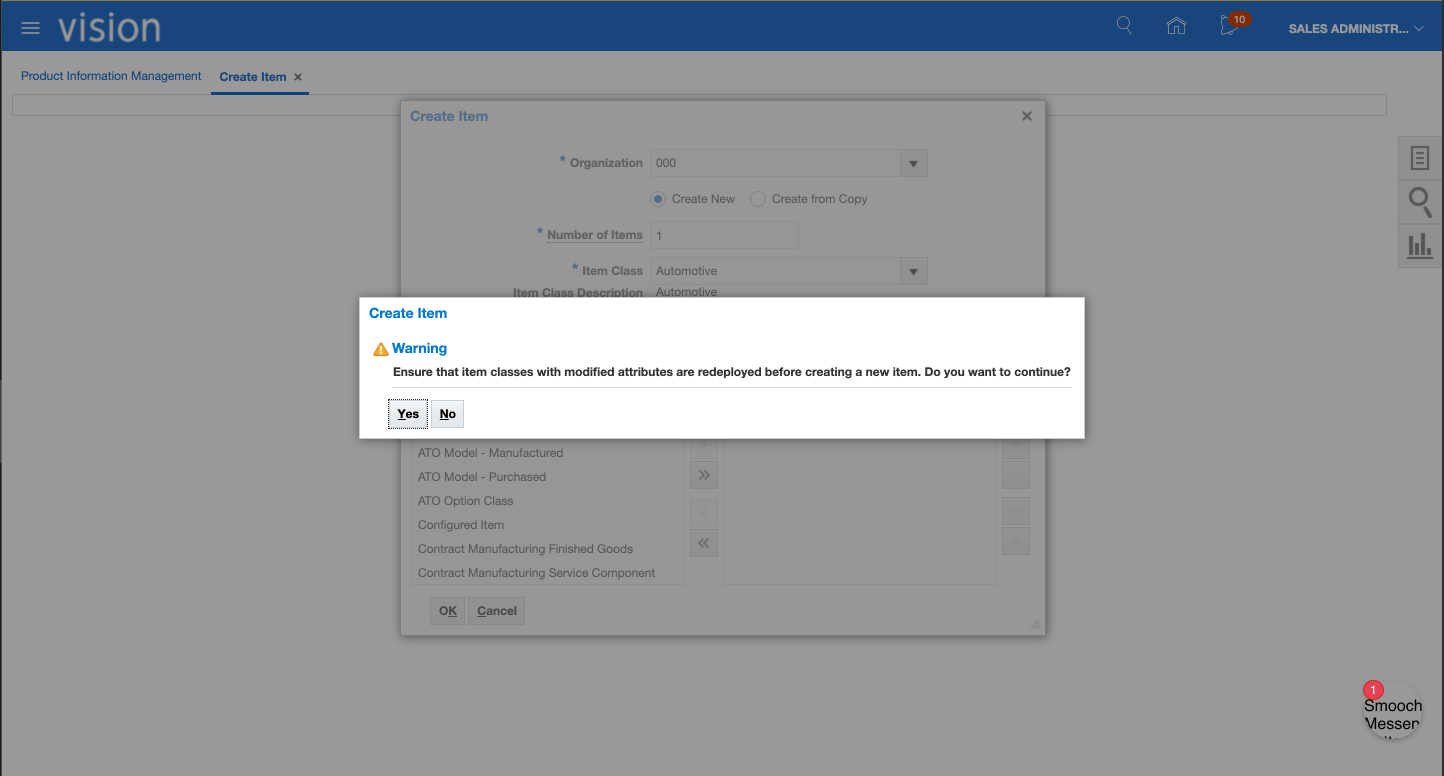 vision
10
SALES ADMINISTR...
Product Information Management
Create Item
Create Item
* Organization 000
Create New Create from Copy
* Number of Items 1
* Item Class Automotive
Item Class Description Automotive
Create Item
Warning
Ensure that item classes with modified attributes are redeployed before creating a new item. Do you want to continue?
Yes No
ATO Model - Manufactured
ATO Model - Purchased
ATO Option Class
Configured Item
Contract Manufacturing Finished Goods
Contract Manufacturing Service Component
OK Cancel
1
Smooch
Messen